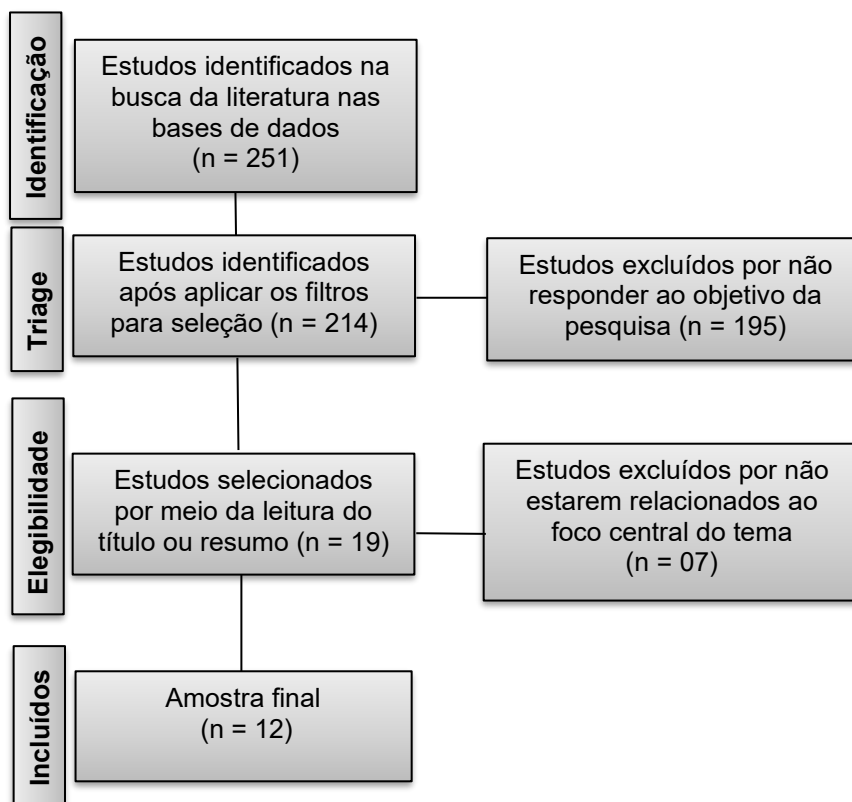 Identificação
Estudos identificados na
busca da literatura nas
bases de dados
(n = 251)
Triage
Estudos identificados
após aplicar os filtros
para seleção (n = 214)
Estudos excluídos por não
responder ao objetivo da
pesquisa (n = 195)
Elegibilidade
Estudos selecionados
por meio da leitura do
título ou resumo (n = 19)
Estudos excluídos por não
estarem relacionados ao
foco central do tema
(n = 07)
Incluídos
Amostra final
(n = 12)